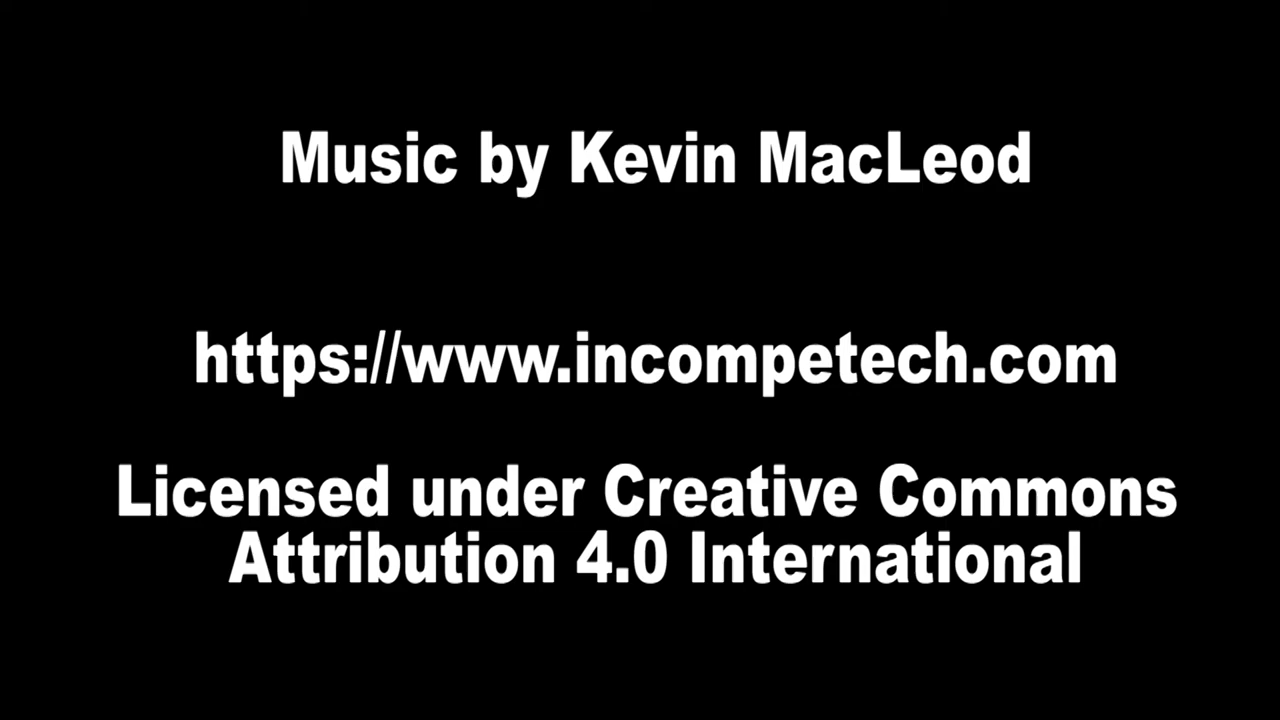 Music by Kevin MacLeod
https://www.incompetech.com
Licensed under Creative Commons
Attribution 4.0 International